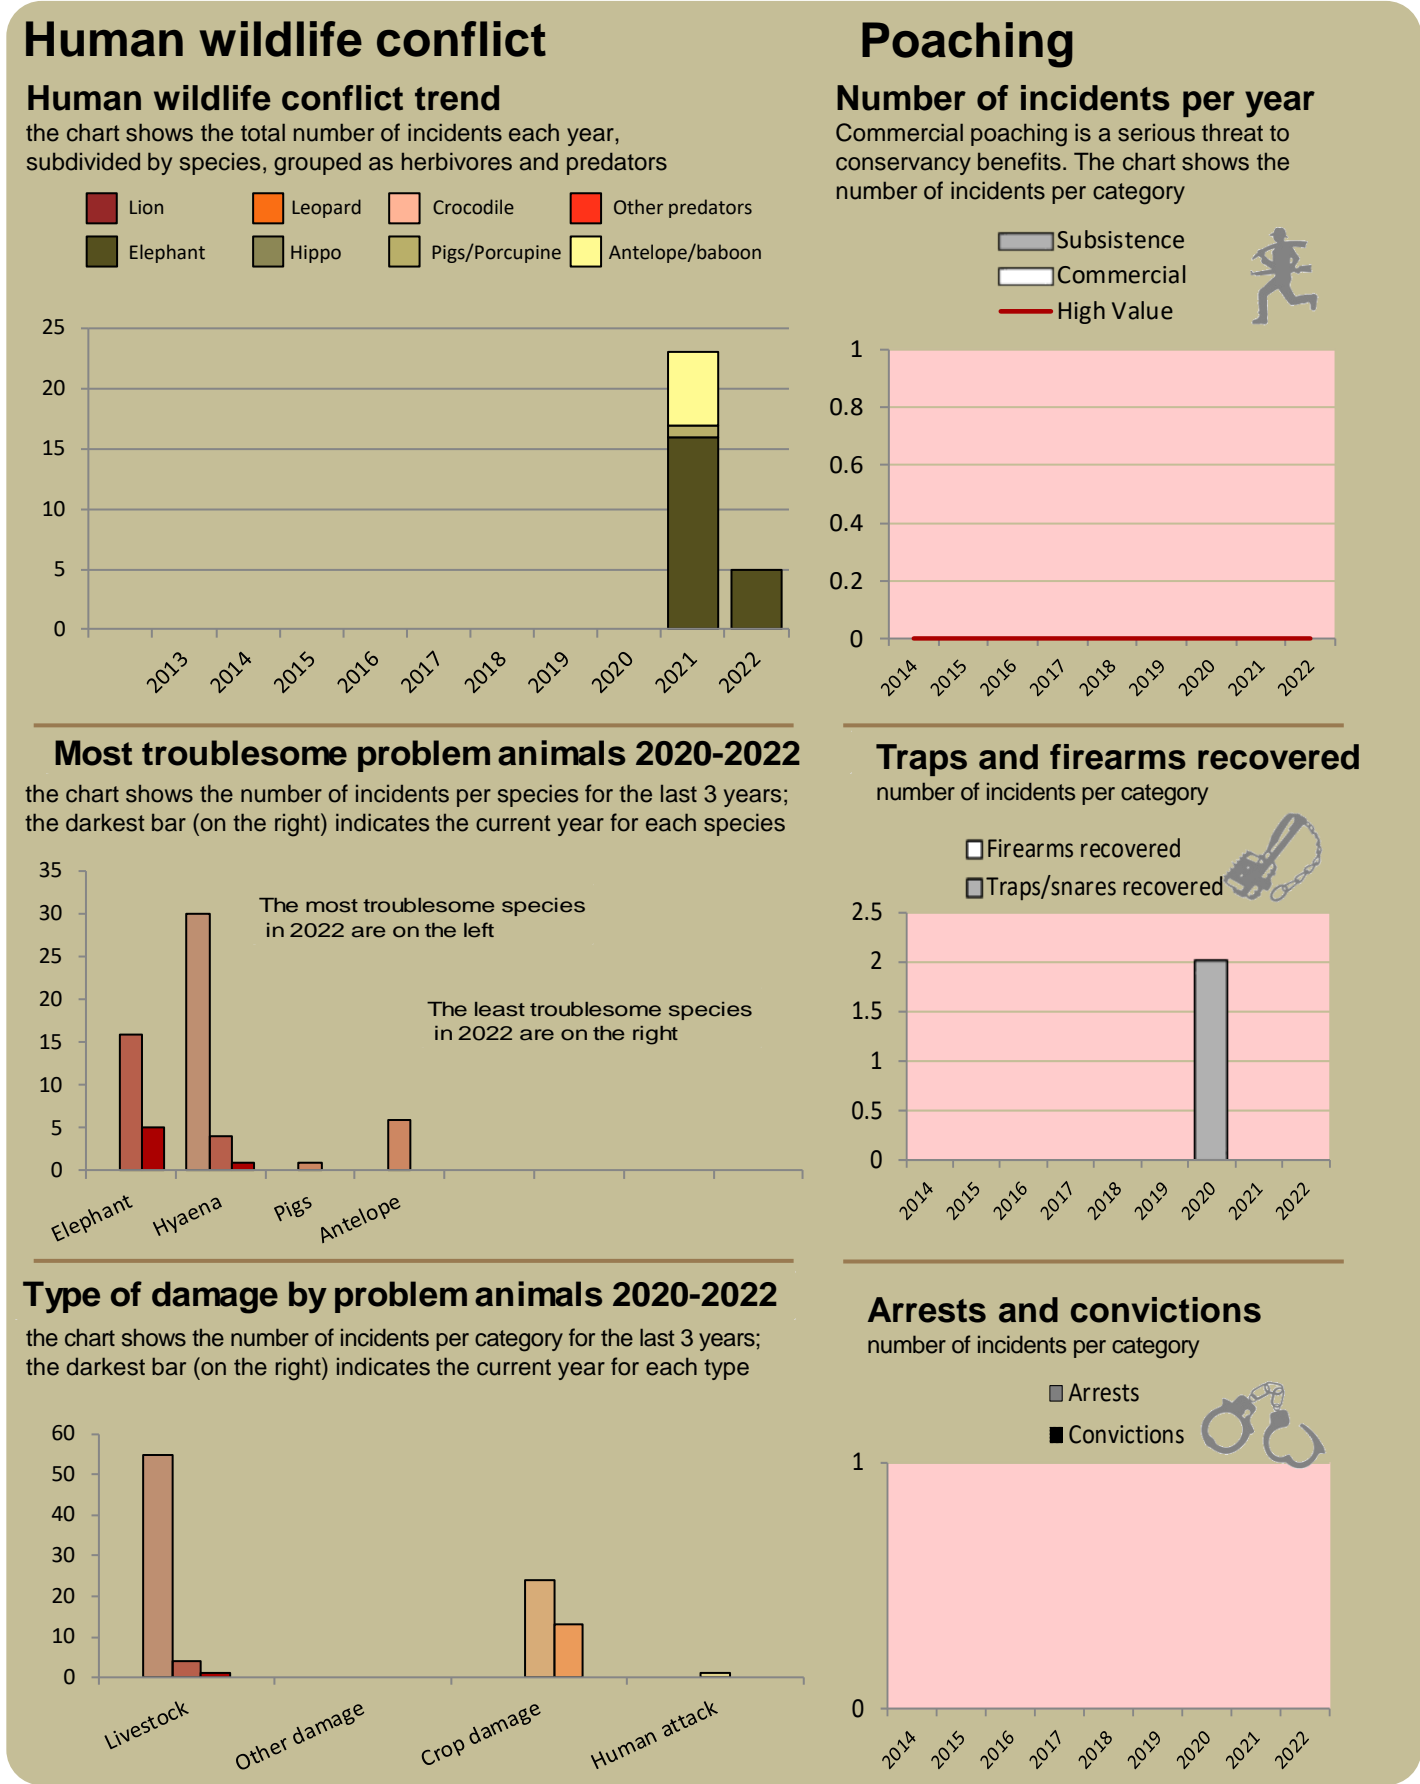 Human wildlife conflict
Human wildlife conflict trend
the chart shows the total number of incidents each year,
subdivided by species, grouped as herbivores and predators
Lion
Leopard
Crocodile
Other predators
Elephant
Hippo
Pigs/Porcupine
Antelope/baboon
25
20
15
10
5
0
2013
2014
2015
2016
2017
2018
2019
2020
2021
2022
Most troublesome problem animals 2020-2022
the chart shows the number of incidents per species for the last 3 years;
the darkest bar (on the right) indicates the current year for each species
The most troublesome species
in 2022 are on the left
The least troublesome species
in 2022 are on the right
35
30
25
20
15
10
5
0
Elephant
Hyaena
Pigs
Antelope
Type of damage by problem animals 2020-2022
the chart shows the number of incidents per category for the last 3 years;
the darkest bar (on the right) indicates the current year for each type
60
50
40
30
20
10
0
Livestock
Other damage
Crop damage
Human attack
Poaching
Number of incidents per year
Commercial poaching is a serious threat to
conservancy benefits. The chart shows the
number of incidents per category
Subsistence
Commercial
High Value
1
0.8
0.6
0.4
0.2
0
2014
2015
2016
2017
2018
2019
2020
2021
2022
Traps and firearms recovered
number of incidents per category
Firearms recovered
Traps/snares recovered
2.5
2
1.5
1
0.5
0
2014
2015
2016
2017
2018
2019
2020
2021
2022
Arrests and convictions
number of incidents per category
Arrests
Convictions
1
0
2014
2015
2016
2017
2018
2019
2020
2021
2022